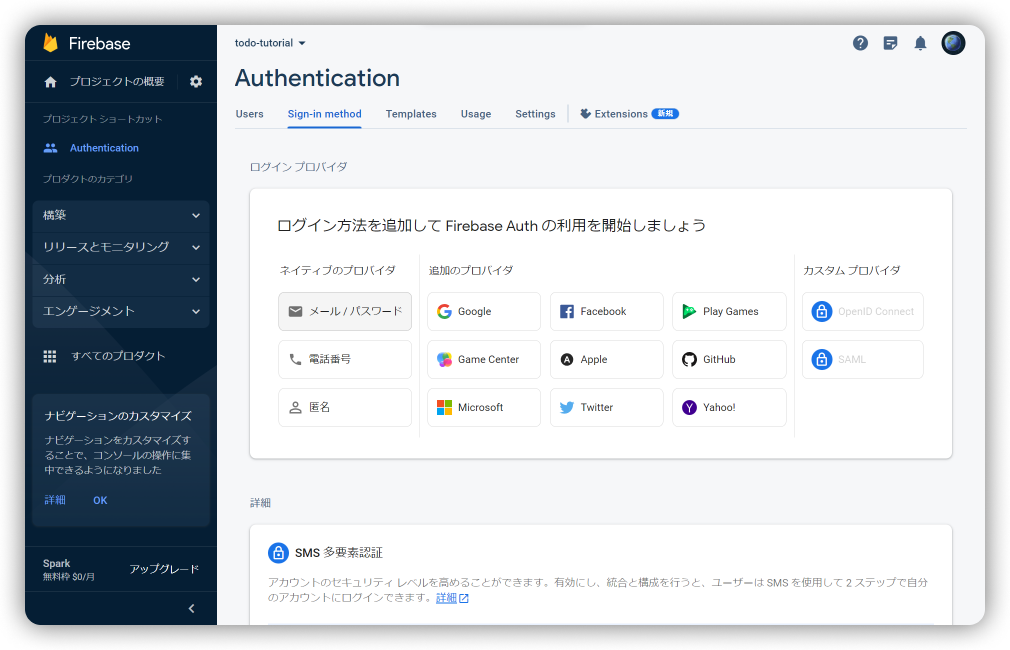 Firebase
プロジェクトの概要
プロジェクト ショートカット
Authentication
プロダクトのカテゴリ
構築
リリースとモニタリング
分析
エンゲージメント
すべてのプロダクト
ナビゲーションのカスタマイズ
ナビゲーションをカスタマイズす
ることで、コンソールの操作に集
中できるようになりました
詳細 OK
Spark
無料枠 $0/月
アップグレード
todo-tutorial
Authentication
Users Sign-in method Templates Usage Settings Extensions 新規
ログイン プロバイダ
ログイン方法を追加して Firebase Auth の利用を開始しましょう
ネイティブのプロバイダ
メール / パスワード
電話番号
匿名
追加のプロバイダ
Google Facebook Play Games
Game Center Apple GitHub
Microsoft Twitter Yahoo!
カスタム プロバイダ
OpenID Connect
SAML
詳細
SMS 多要素認証
アカウントのセキュリティ レベルを高めることができます。有効にし、統合と構成を行うと、ユーザーは SMS を使用して 2 ステップで自分
のアカウントにログインできます。詳細